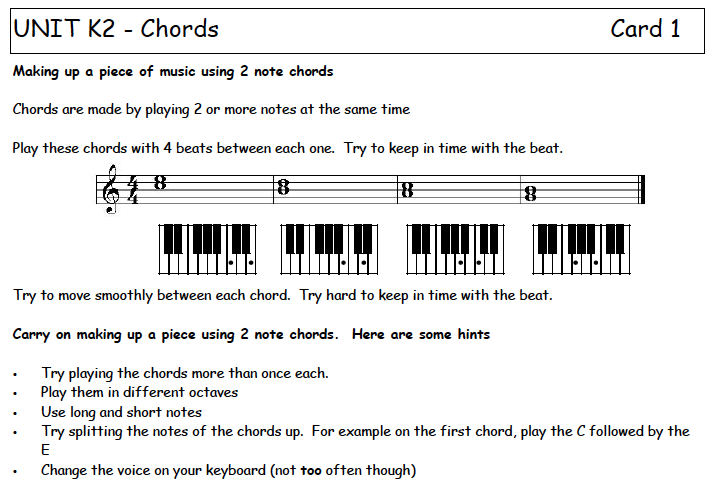 UNIT K2 - Chords Card 1
Making up a piece of music using 2 note chords
Chords are made by playing 2 or more notes at the same time
Play these chords with 4 beats between each one. Try to keep in time with the beat.
4
4
Try to move smoothly between each chord. Try hard to keep in time with the beat.
Carry on making up a piece using 2 note chords. Here are some hints
• Try playing the chords more than once each.
• Play them in different octaves
• Use long and short notes
• Try splitting the notes of the chords up. For example on the first chord, play the C followed by the
E
• Change the voice on your keyboard (not too often though)